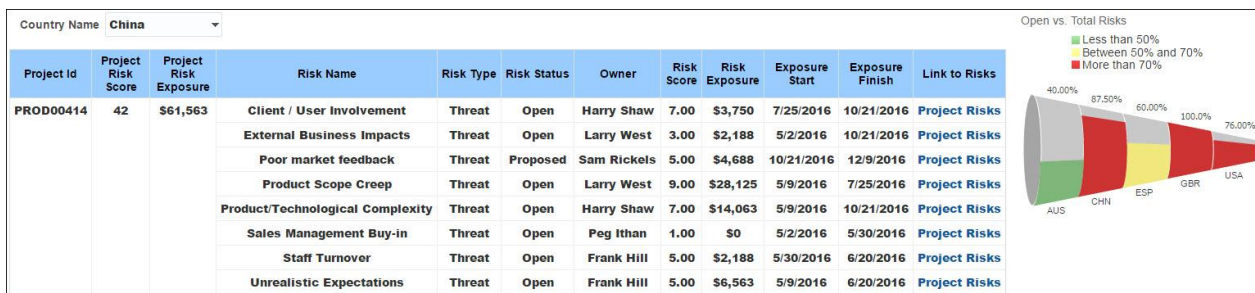 Country Name China
Open vs. Total Risks
Less than 50%
Between 50% and 70%
More than 70%
Project Id Project Risk Score Project Risk Exposure Risk Name Risk Type Risk Status Owner Risk Score Risk Exposure Exposure Start Exposure Finish Link to Risks
PROD00414 42 $61,563 Client / User Involvement Threat Open Harry Shaw 7.00 $3,750 7/25/2016 10/21/2016 Project Risks
External Business Impacts Threat Open Larry West 3.00 $2,188 5/2/2016 10/21/2016 Project Risks
Poor market feedback Threat Proposed Sam Rickels 5.00 $4,688 10/21/2016 12/9/2016 Project Risks
Product Scope Creep Threat Open Larry West 9.00 $28,125 5/9/2016 7/25/2016 Project Risks
Product/Technological Complexity Threat Open Harry Shaw 7.00 $14,063 5/9/2016 10/21/2016 Project Risks
Sales Management Buy-in Threat Open Peg Ithan 1.00 $0 5/2/2016 5/30/2016 Project Risks
Staff Turnover Threat Open Frank Hill 5.00 $2,188 5/30/2016 6/20/2016 Project Risks
Unrealistic Expectations Threat Open Frank Hill 5.00 $6,563 5/9/2016 6/20/2016 Project Risks
40.00% 87.50% 60.00% 100.0% 76.00%
AUS CHN ESP GBR USA